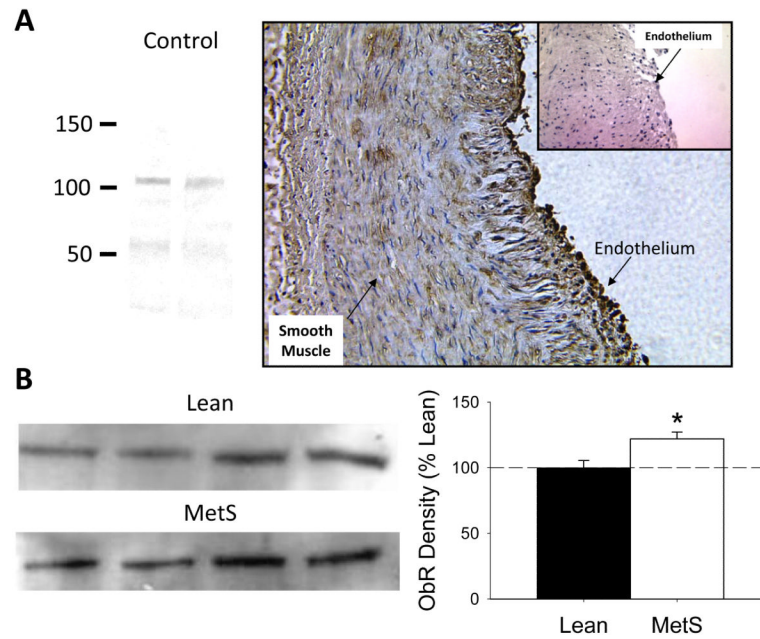 A
Control
150
100
50
Endothelium
Endothelium
Smooth
Muscle
B
Lean
MetS
ObR Density (% Lean)
150
100
50
0
*
Lean
MetS